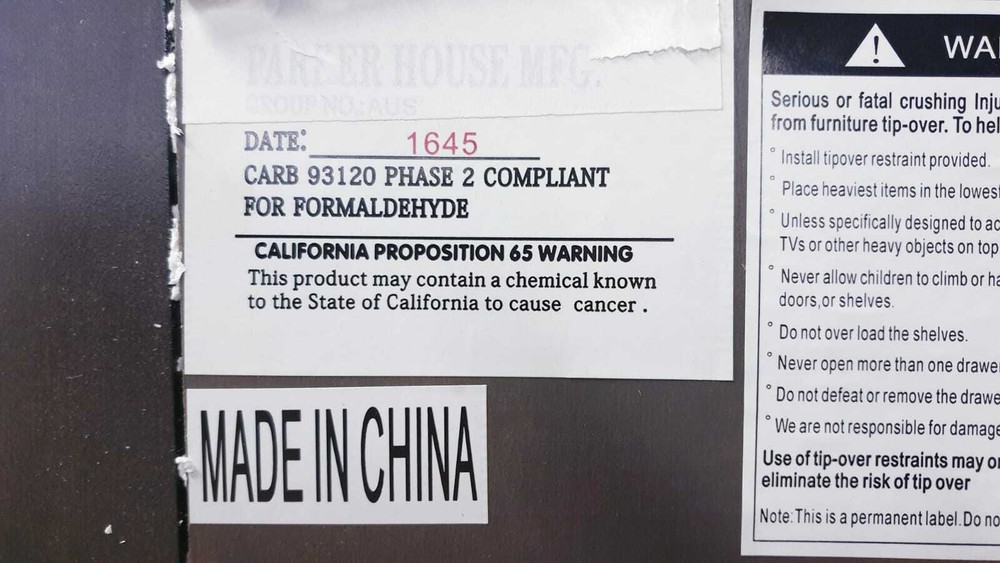 PARKER HOUSE MFG.
GROUP NO.: AUS
DATE: 1645
CARB 93120 PHASE 2 COMPLIANT
FOR FORMALDEHYDE
CALIFORNIA PROPOSITION 65 WARNING
This product may contain a chemical known
to the State of California to cause cancer .
MADE IN CHINA
WA
Serious or fatal crushing Inju
from furniture tip-over. To hel
° Install tipover restraint provided.
° Place heaviest items in the lowest
° Unless specifically designed to ac
TVs or other heavy objects on top
° Never allow children to climb or ha
doors,or shelves.
° Do not over load the shelves.
° Never open more than one drawe
° Do not defeat or remove the drawe
° We are not responsible for damage
Use of tip-over restraints may on
eliminate the risk of tip over
Note:This is a permanent label.Do no